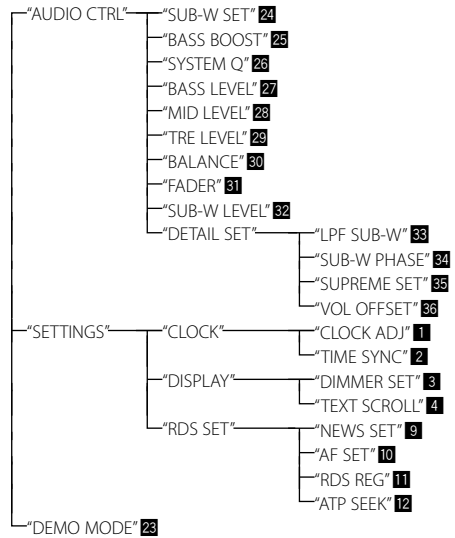 “AUDIO CTRL” “SUB-W SET” 24
“BASS BOOST” 25
“SYSTEM Q” 26
“BASS LEVEL” 27
“MID LEVEL” 28
“TRE LEVEL” 29
“BALANCE” 30
“FADER” 31
“SUB-W LEVEL” 32
“DETAIL SET” “LPF SUB-W” 33
“SUB-W PHASE” 34
“SUPREME SET” 35
“VOL OFFSET” 36
“SETTINGS” “CLOCK” “CLOCK ADJ” 1
“TIME SYNC” 2
“DISPLAY” “DIMMER SET” 3
“TEXT SCROLL” 4
“RDS SET” “NEWS SET” 9
“AF SET” 10
“RDS REG” 11
“ATP SEEK” 12
“DEMO MODE” 23